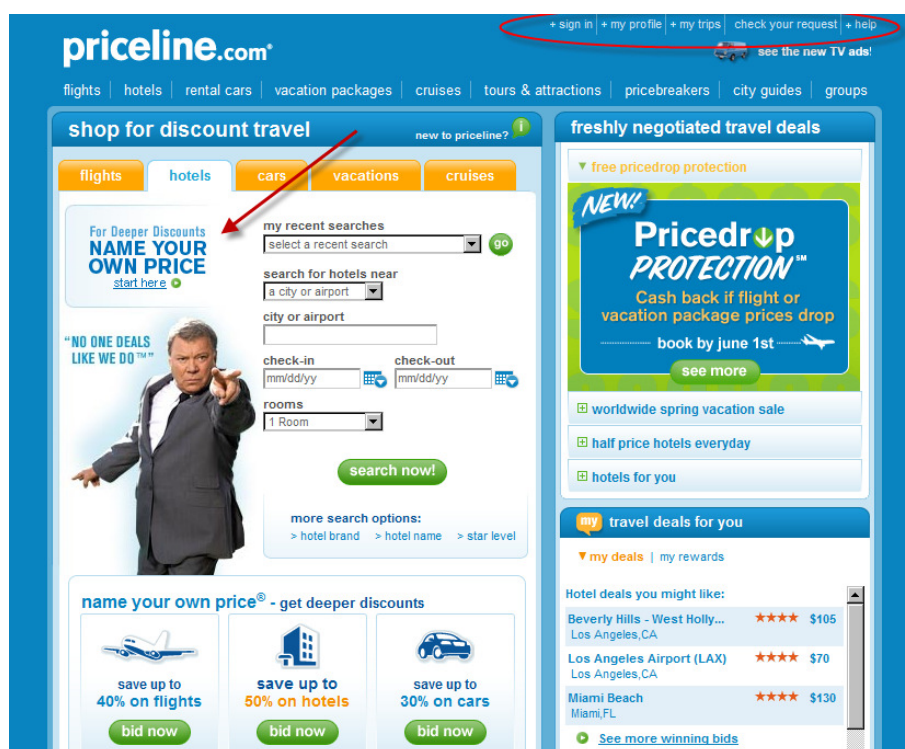 + sign in | + my profile | + my trips | check your request | + help
priceline.com®
see the new TV ads!
flights | hotels | rental cars | vacation packages | cruises | tours & attractions | pricebreakers | city guides | groups
shop for discount travel
new to priceline? i
flights
hotels
cars
vacations
cruises
For Deeper Discounts
NAME YOUR
OWN PRICE
start here
"NO ONE DEALS
LIKE WE DO™"
my recent searches
select a recent search
go
search for hotels near
a city or airport
city or airport
check-in check-out
mm/dd/yy mm/dd/yy
rooms
1 Room
search now!
more search options:
> hotel brand > hotel name > star level
name your own price® - get deeper discounts
save up to
40% on flights
bid now
save up to
50% on hotels
bid now
save up to
30% on cars
bid now
freshly negotiated travel deals
free pricedrop protection
NEW!
Pricedrop
PROTECTION℠
Cash back if flight or
vacation package prices drop
book by june 1st
see more
worldwide spring vacation sale
half price hotels everyday
hotels for you
my travel deals for you
my deals | my rewards
Hotel deals you might like:
Beverly Hills - West Holly... ★★★★ $105
Los Angeles,CA
Los Angeles Airport (LAX) ★★★★ $70
Los Angeles,CA
Miami Beach ★★★★ $130
Miami,FL
See more winning bids